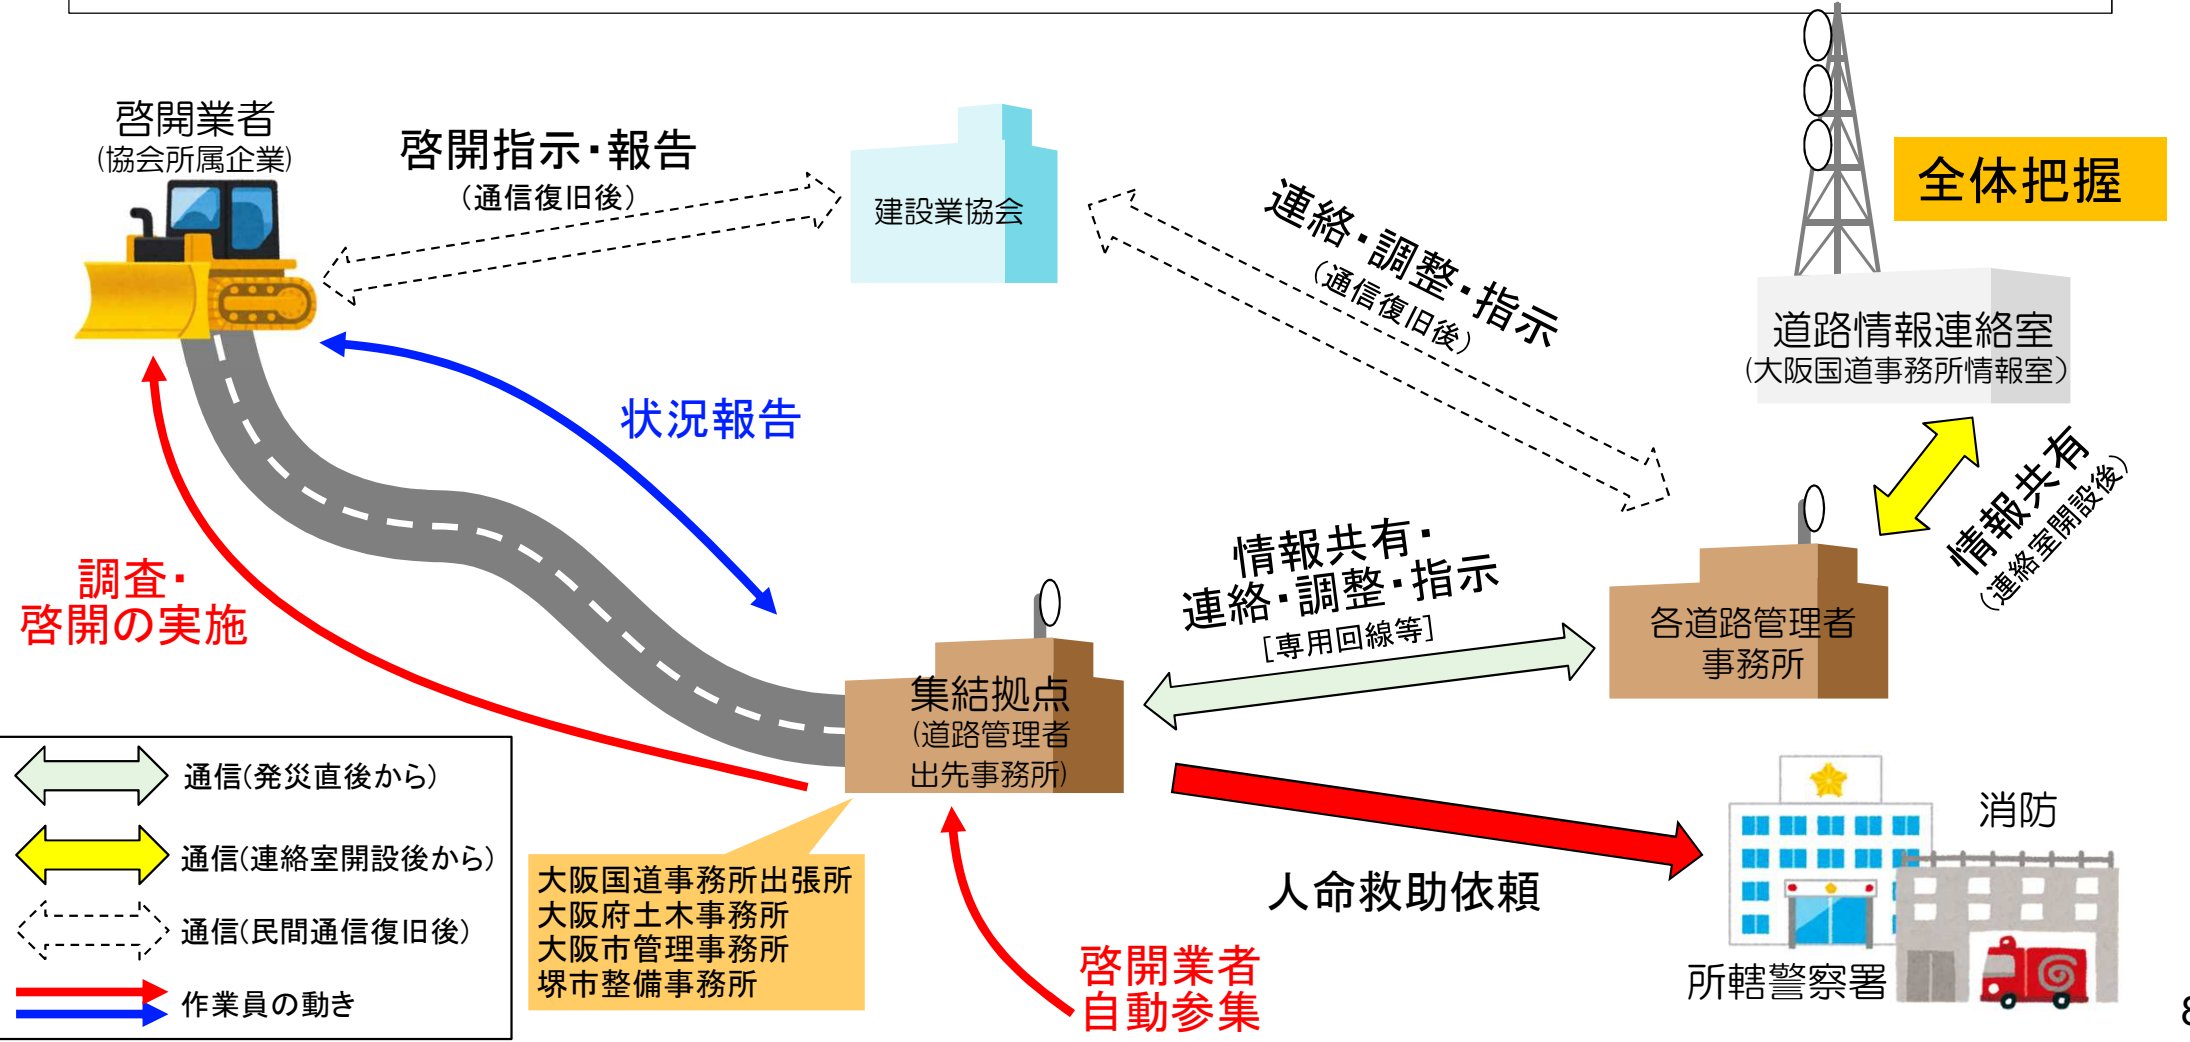 啓開業者
(協会所属企業)
啓開指示・報告
(通信復旧後)
建設業協会
連絡・調整・指示
(通信復旧後)
全体把握
道路情報連絡室
(大阪国道事務所情報室)
情報共有
(連絡室開設後)
状況報告
調査・
啓開の実施
情報共有・
連絡・調整・指示
[専用回線等]
各道路管理者
事務所
集結拠点
(道路管理者
出先事務所)
通信(発災直後から)
通信(連絡室開設後から)
通信(民間通信復旧後)
作業員の動き
大阪国道事務所出張所
大阪府土木事務所
大阪市管理事務所
堺市整備事務所
啓開業者
自動参集
人命救助依頼
消防
所轄警察署